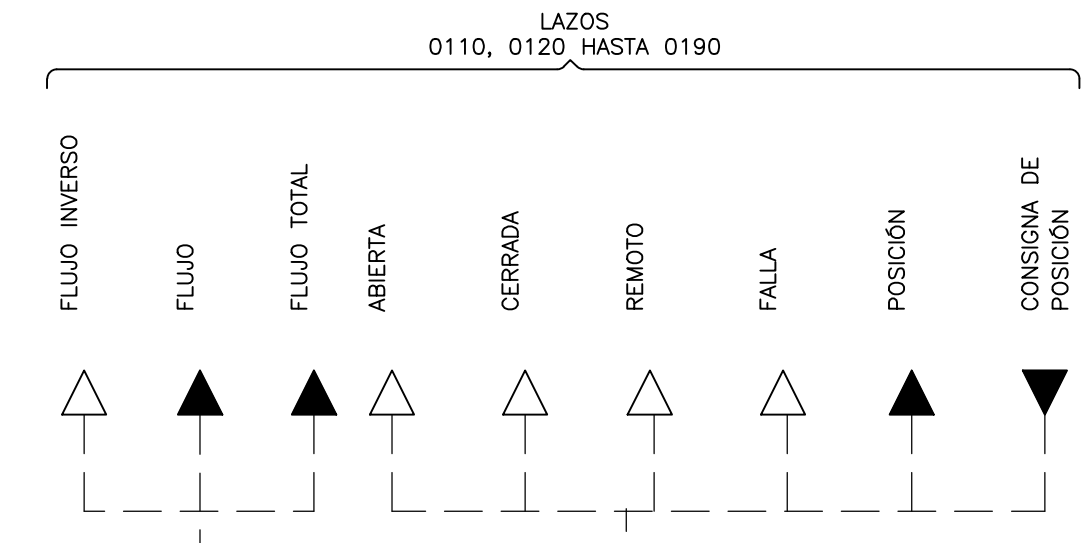 LAZOS
0110, 0120 HASTA 0190
FLUJO INVERSO
FLUJO
FLUJO TOTAL
ABIERTA
CERRADA
REMOTO
FALLA
POSICIÓN
CONSIGNA DE
POSICIÓN